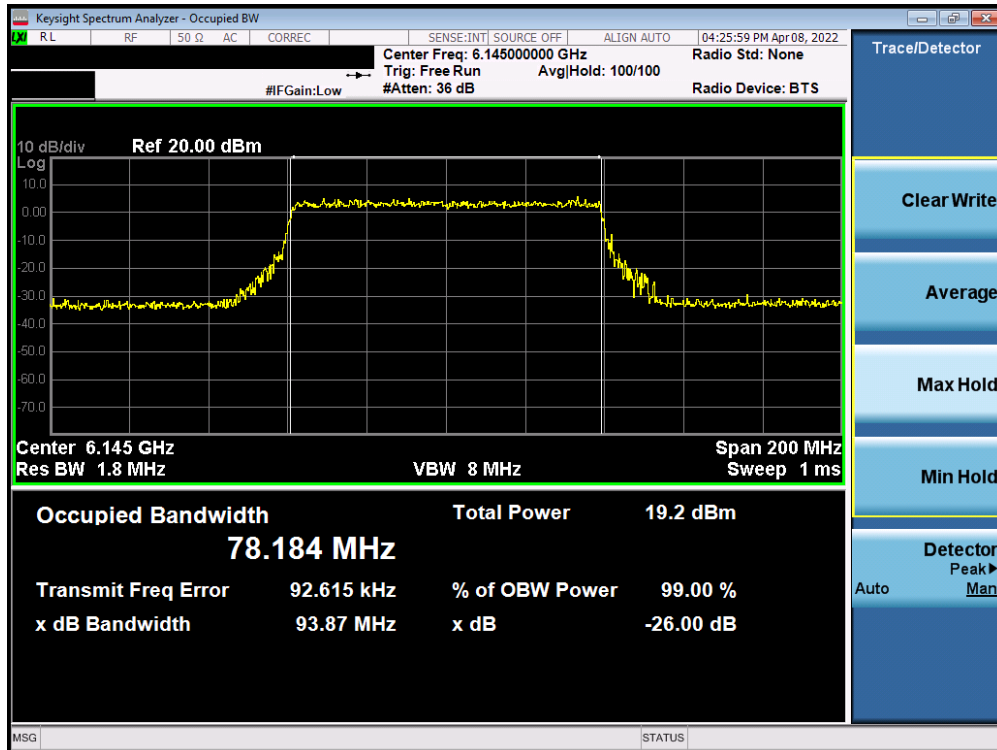 Keysight Spectrum Analyzer - Occupied BW
LXI RL RF 50 Ω AC CORREC SENSE:INT SOURCE OFF ALIGN AUTO 04:25:59 PM Apr 08, 2022
Center Freq: 6.145000000 GHz Radio Std: None
Trig: Free Run Avg|Hold: 100/100
#IFGain:Low #Atten: 36 dB Radio Device: BTS
Trace/Detector
10 dB/div Ref 20.00 dBm
Log
10.0
0.00
-10.0
-20.0
-30.0
-40.0
-50.0
-60.0
-70.0
Center 6.145 GHz Span 200 MHz
Res BW 1.8 MHz VBW 8 MHz Sweep 1 ms
Occupied Bandwidth Total Power 19.2 dBm
78.184 MHz
Transmit Freq Error 92.615 kHz % of OBW Power 99.00 %
x dB Bandwidth 93.87 MHz x dB -26.00 dB
Clear Write
Average
Max Hold
Min Hold
Detector
Peak▶
Auto Man
MSG STATUS